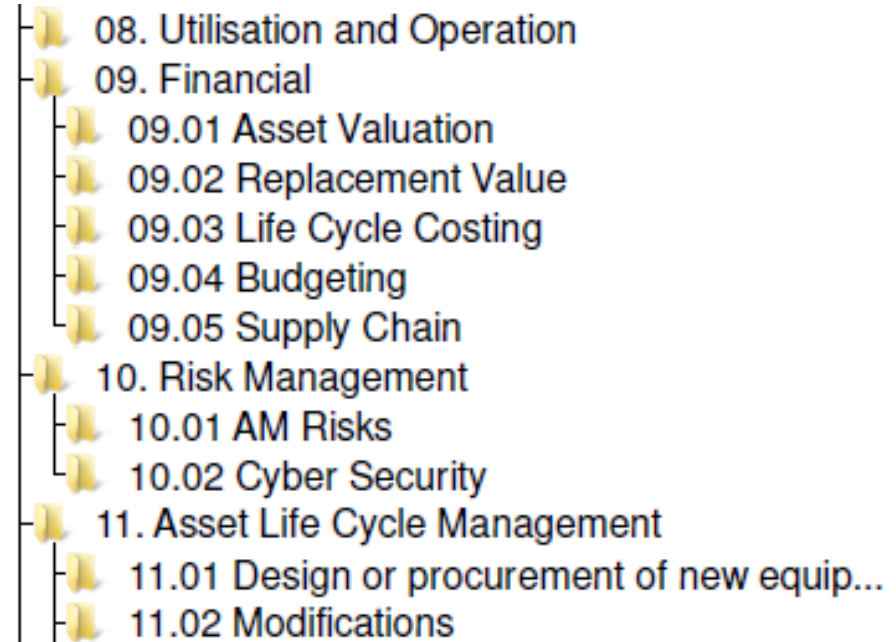 08. Utilisation and Operation
09. Financial
09.01 Asset Valuation
09.02 Replacement Value
09.03 Life Cycle Costing
09.04 Budgeting
09.05 Supply Chain
10. Risk Management
10.01 AM Risks
10.02 Cyber Security
11. Asset Life Cycle Management
11.01 Design or procurement of new equip...
11.02 Modifications